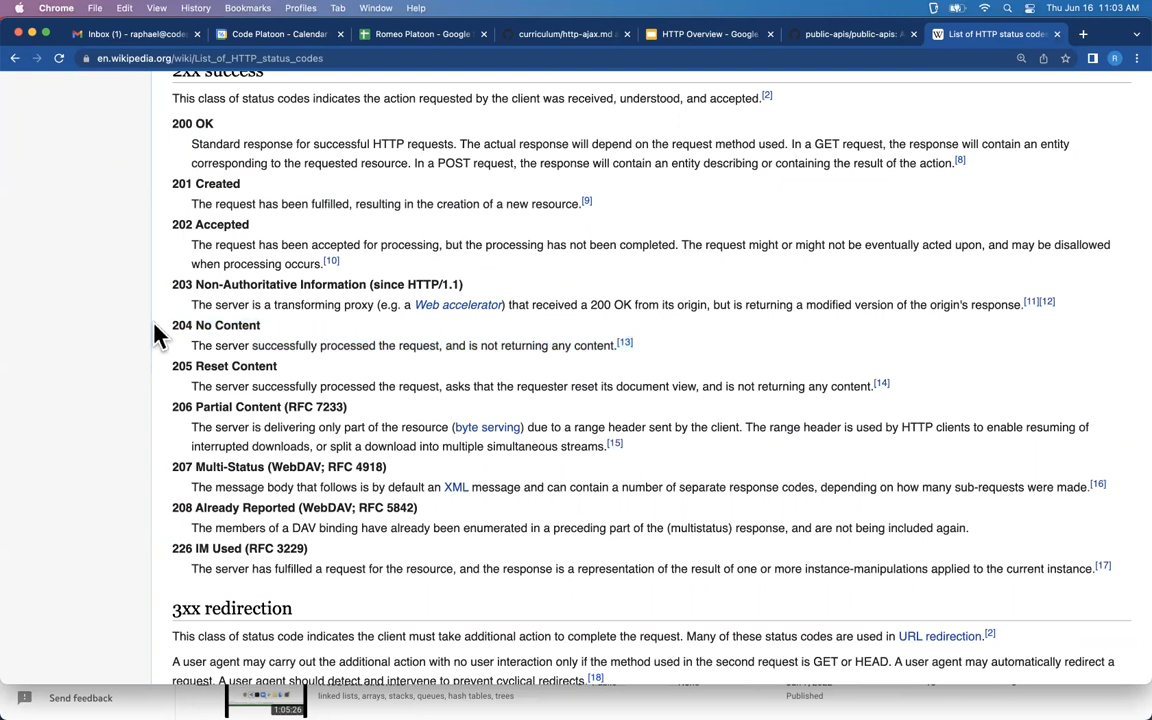 Chrome File Edit View History Bookmarks Profiles Tab Window Help Thu Jun 16 11:03 AM
Inbox (1) - raphael@code Code Platoon - Calendar Romeo Platoon - Google curriculum/http-ajax.md a HTTP Overview - Google public-apis/public-apis: A List of HTTP status codes
en.wikipedia.org/wiki/List_of_HTTP_status_codes R
2xx success
This class of status codes indicates the action requested by the client was received, understood, and accepted.[2]
200 OK
Standard response for successful HTTP requests. The actual response will depend on the request method used. In a GET request, the response will contain an entity
corresponding to the requested resource. In a POST request, the response will contain an entity describing or containing the result of the action.[8]
201 Created
The request has been fulfilled, resulting in the creation of a new resource.[9]
202 Accepted
The request has been accepted for processing, but the processing has not been completed. The request might or might not be eventually acted upon, and may be disallowed
when processing occurs.[10]
203 Non-Authoritative Information (since HTTP/1.1)
The server is a transforming proxy (e.g. a Web accelerator) that received a 200 OK from its origin, but is returning a modified version of the origin's response.[11][12]
204 No Content
The server successfully processed the request, and is not returning any content.[13]
205 Reset Content
The server successfully processed the request, asks that the requester reset its document view, and is not returning any content.[14]
206 Partial Content (RFC 7233)
The server is delivering only part of the resource (byte serving) due to a range header sent by the client. The range header is used by HTTP clients to enable resuming of
interrupted downloads, or split a download into multiple simultaneous streams.[15]
207 Multi-Status (WebDAV; RFC 4918)
The message body that follows is by default an XML message and can contain a number of separate response codes, depending on how many sub-requests were made.[16]
208 Already Reported (WebDAV; RFC 5842)
The members of a DAV binding have already been enumerated in a preceding part of the (multistatus) response, and are not being included again.
226 IM Used (RFC 3229)
The server has fulfilled a request for the resource, and the response is a representation of the result of one or more instance-manipulations applied to the current instance.[17]
3xx redirection
This class of status code indicates the client must take additional action to complete the request. Many of these status codes are used in URL redirection.[2]
A user agent may carry out the additional action with no user interaction only if the method used in the second request is GET or HEAD. A user agent may automatically redirect a
request. A user agent should detect and intervene to prevent cyclical redirects.[18]
Send feedback 1:05:26 linked lists, arrays, stacks, queues, hash tables, trees Published